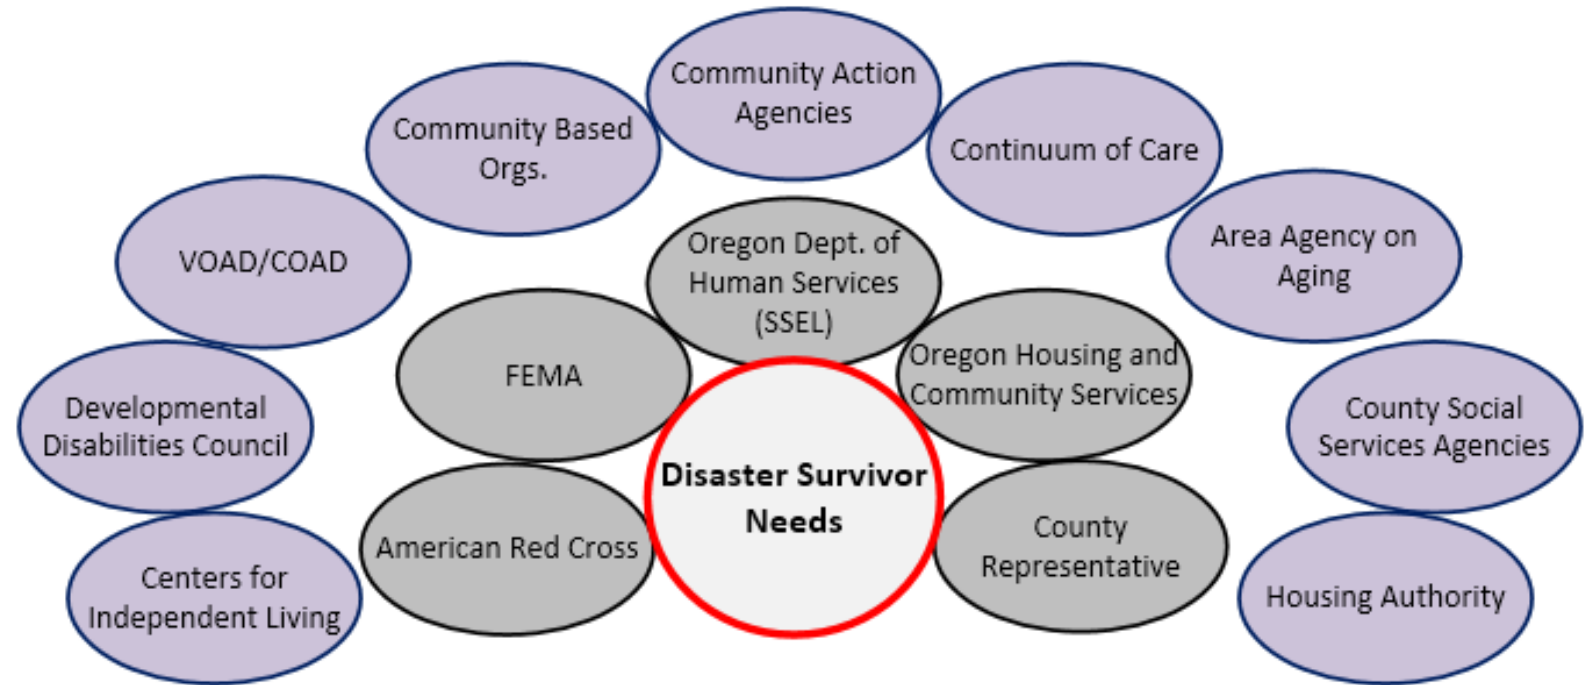 Community Action
Agencies
Community Based
Orgs.
Continuum of Care
VOAD/COAD
Area Agency on
Aging
Oregon Dept. of
Human Services
(SSEL)
FEMA
Oregon Housing and
Community Services
Developmental
Disabilities Council
County Social
Services Agencies
Disaster Survivor
Needs
American Red Cross
County
Representative
Centers for
Independent Living
Housing Authority